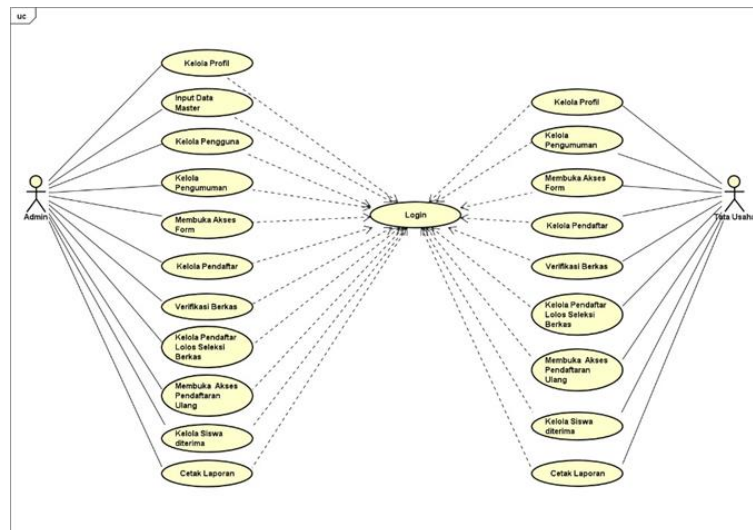 uc
Kelola Profil
Input Data
Master
Kelola Pengguna
Kelola
Pengumuman
Membuka Akses
Form
Kelola Pendaftar
Verifikasi Berkas
Kelola Pendaftar
Lolos Seleksi
Berkas
Membuka Akses
Pendaftaran
Ulang
Kelola Siswa
diterima
Cetak Laporan
Admin
Login
Kelola Profil
Kelola
Pengumuman
Membuka Akses
Form
Kelola Pendaftar
Verifikasi Berkas
Kelola Pendaftar
Lolos Seleksi
Berkas
Membuka Akses
Pendaftaran
Ulang
Kelola Siswa
diterima
Cetak Laporan
Tata Usaha